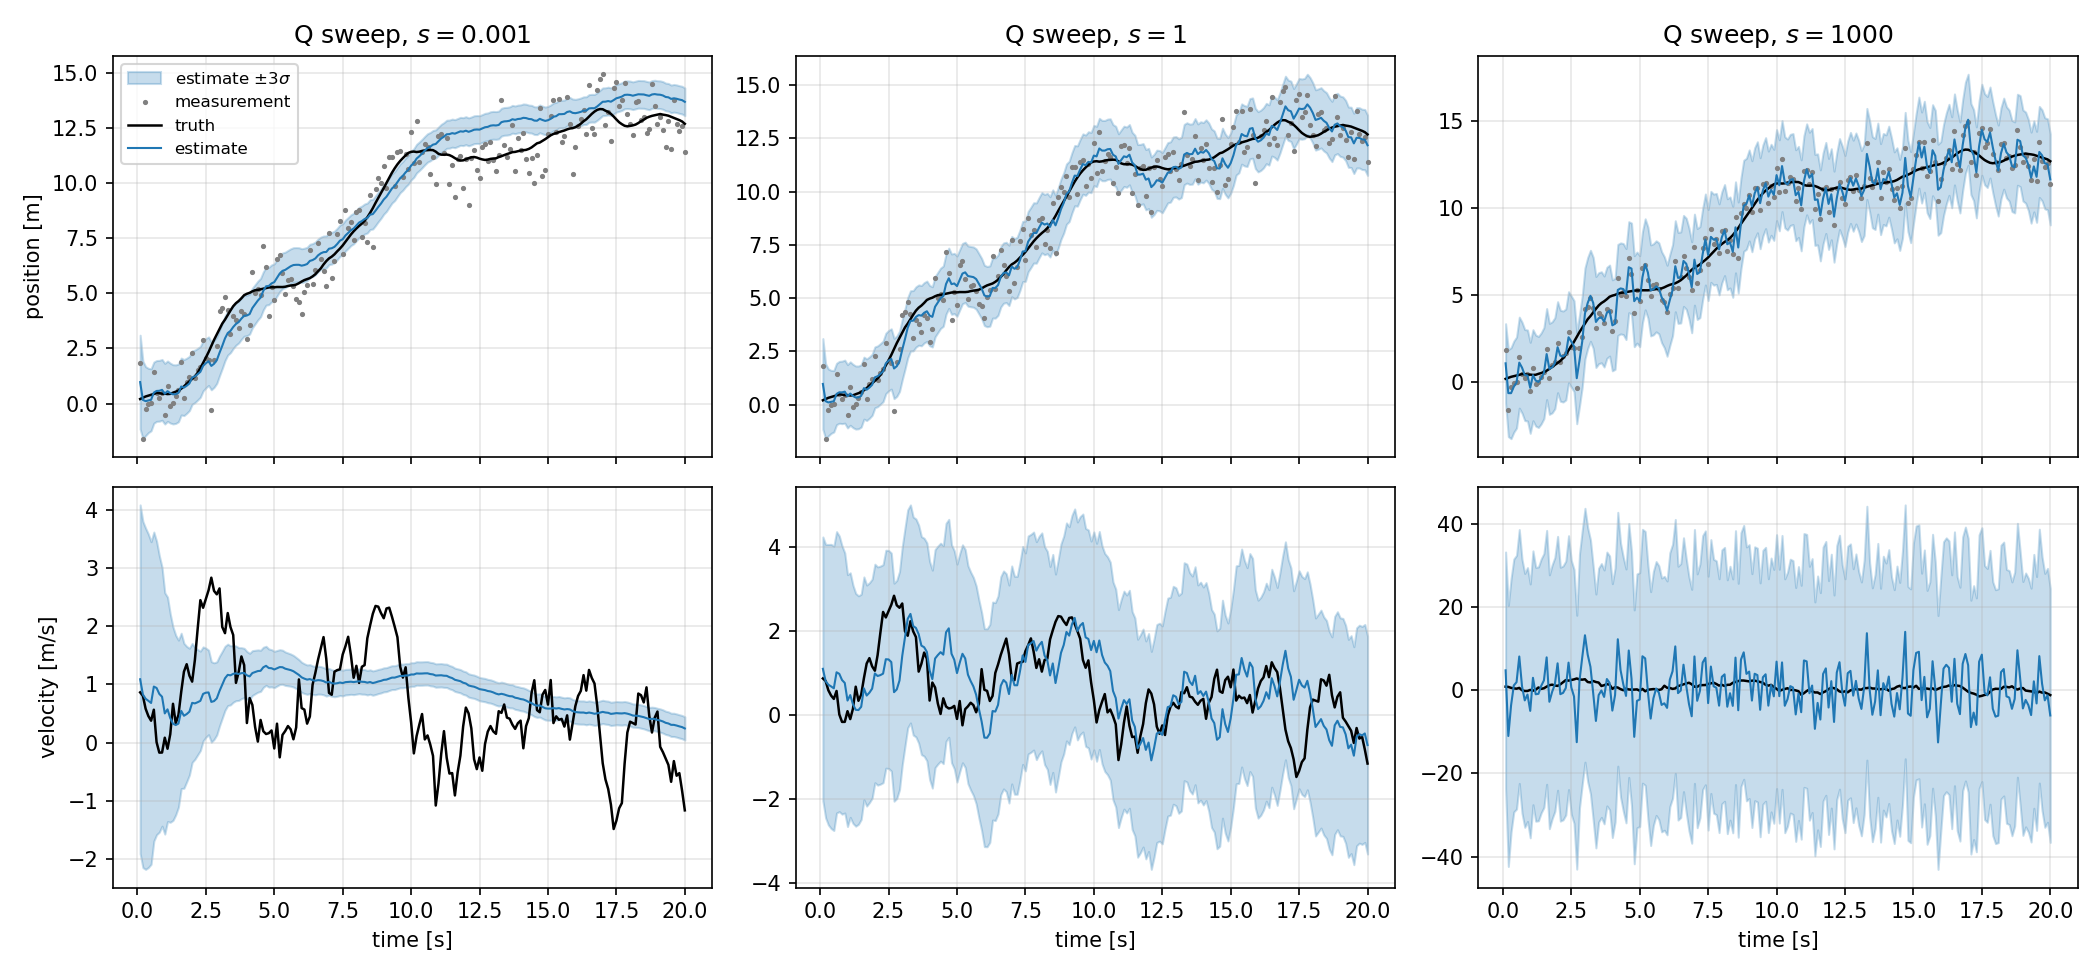 Q sweep, s = 0.001
Q sweep, s = 1
Q sweep, s = 1000
estimate ±3σ
measurement
truth
estimate
position [m]
15.0
12.5
10.0
7.5
5.0
2.5
0.0
15.0
12.5
10.0
7.5
5.0
2.5
0.0
15
10
5
0
velocity [m/s]
4
3
2
1
0
−1
−2
4
2
0
−2
−4
40
20
0
−20
−40
0.0 2.5 5.0 7.5 10.0 12.5 15.0 17.5 20.0
0.0 2.5 5.0 7.5 10.0 12.5 15.0 17.5 20.0
0.0 2.5 5.0 7.5 10.0 12.5 15.0 17.5 20.0
time [s]
time [s]
time [s]